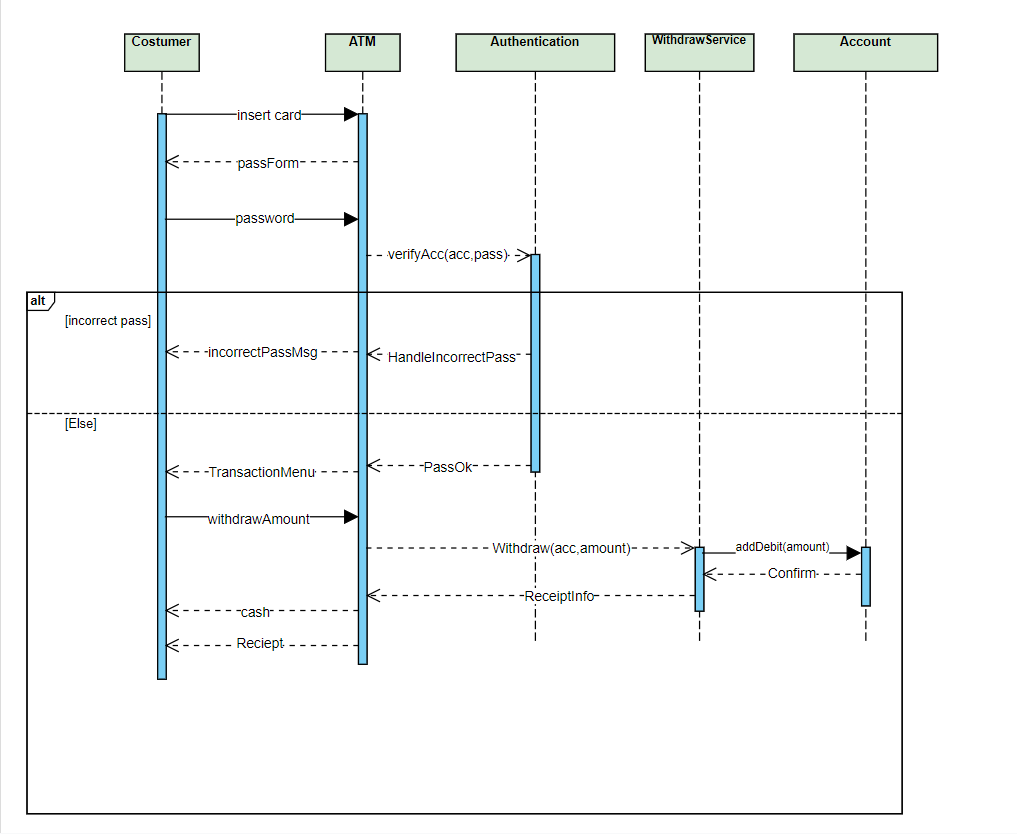 Costumer
ATM
Authentication
WithdrawService
Account
insert card
passForm
password
verifyAcc(acc,pass)
alt
[incorrect pass]
incorrectPassMsg
HandleIncorrectPass
[Else]
PassOk
TransactionMenu
withdrawAmount
Withdraw(acc,amount)
addDebit(amount)
Confirm
ReceiptInfo
cash
Reciept